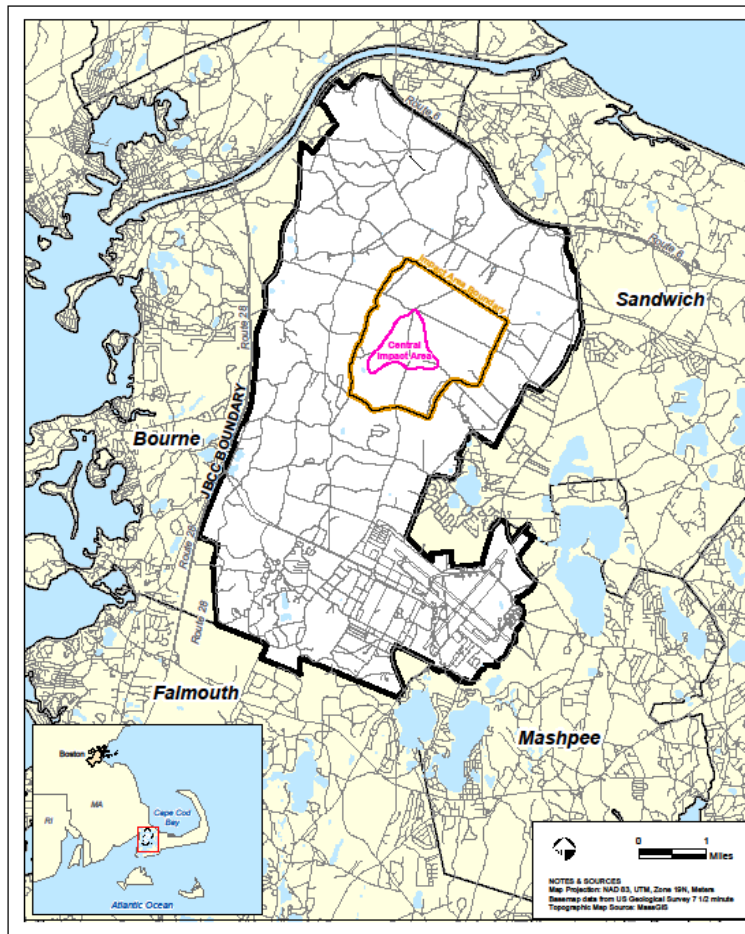 Route 6
Route 6
Sandwich
Impact Area Boundary
Central
Impact Area
Route 28
Bourne
JBCC BOUNDARY
Route 28
Route 28
Falmouth
Mashpee
Boston
MA
RI
Cape Cod
Bay
Atlantic Ocean
0 1
Miles
NOTES & SOURCES
Map Projection: NAD 83, UTM, Zone 19N, Meters
Basemap data from US Geological Survey 7 1/2 minute
Topographic Map Source: MassGIS